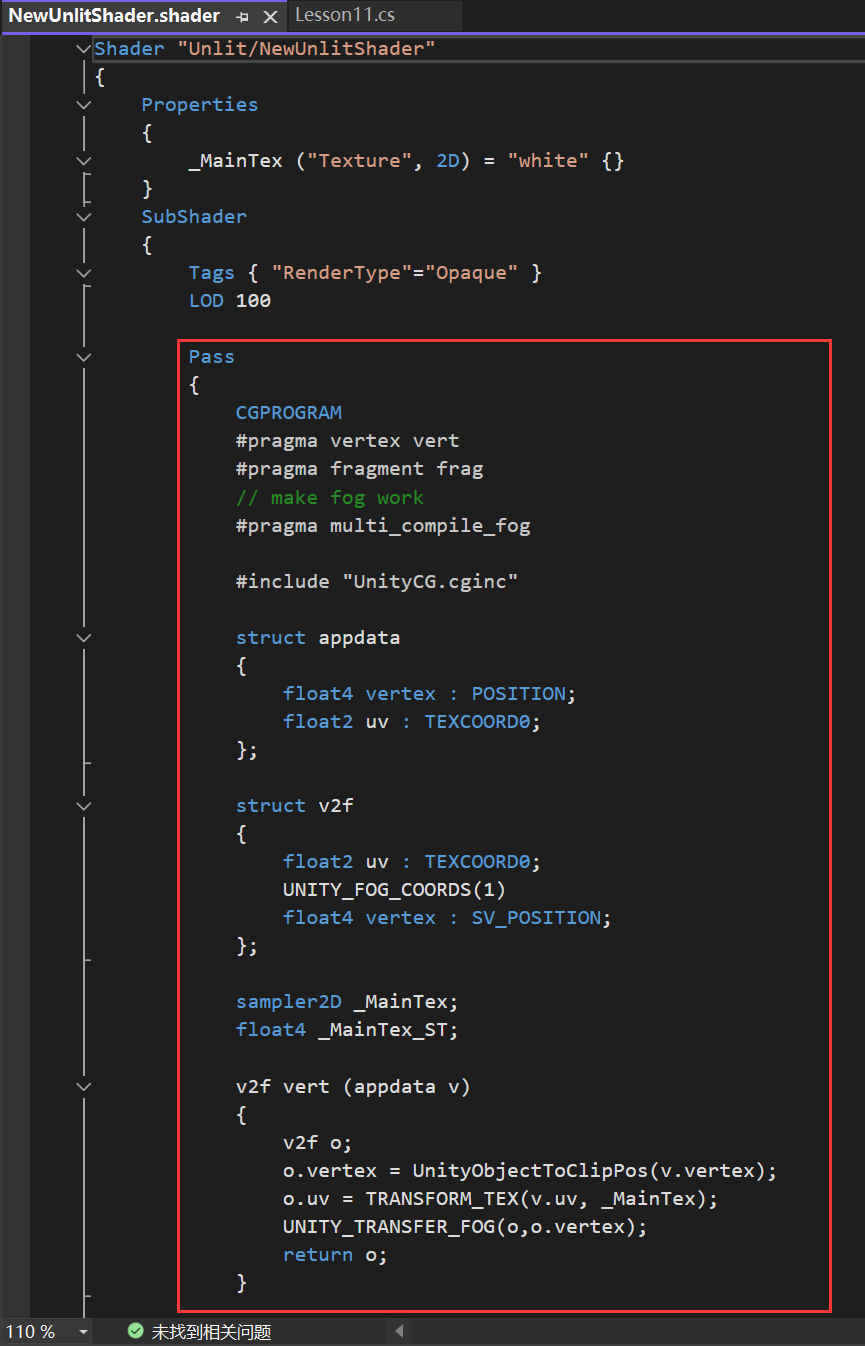 NewUnlitShader.shader Lesson11.cs
Shader "Unlit/NewUnlitShader"
{
Properties
{
_MainTex ("Texture", 2D) = "white" {}
}
SubShader
{
Tags { "RenderType"="Opaque" }
LOD 100
Pass
{
CGPROGRAM
#pragma vertex vert
#pragma fragment frag
// make fog work
#pragma multi_compile_fog
#include "UnityCG.cginc"
struct appdata
{
float4 vertex : POSITION;
float2 uv : TEXCOORD0;
};
struct v2f
{
float2 uv : TEXCOORD0;
UNITY_FOG_COORDS(1)
float4 vertex : SV_POSITION;
};
sampler2D _MainTex;
float4 _MainTex_ST;
v2f vert (appdata v)
{
v2f o;
o.vertex = UnityObjectToClipPos(v.vertex);
o.uv = TRANSFORM_TEX(v.uv, _MainTex);
UNITY_TRANSFER_FOG(o,o.vertex);
return o;
}
110 % 未找到相关问题